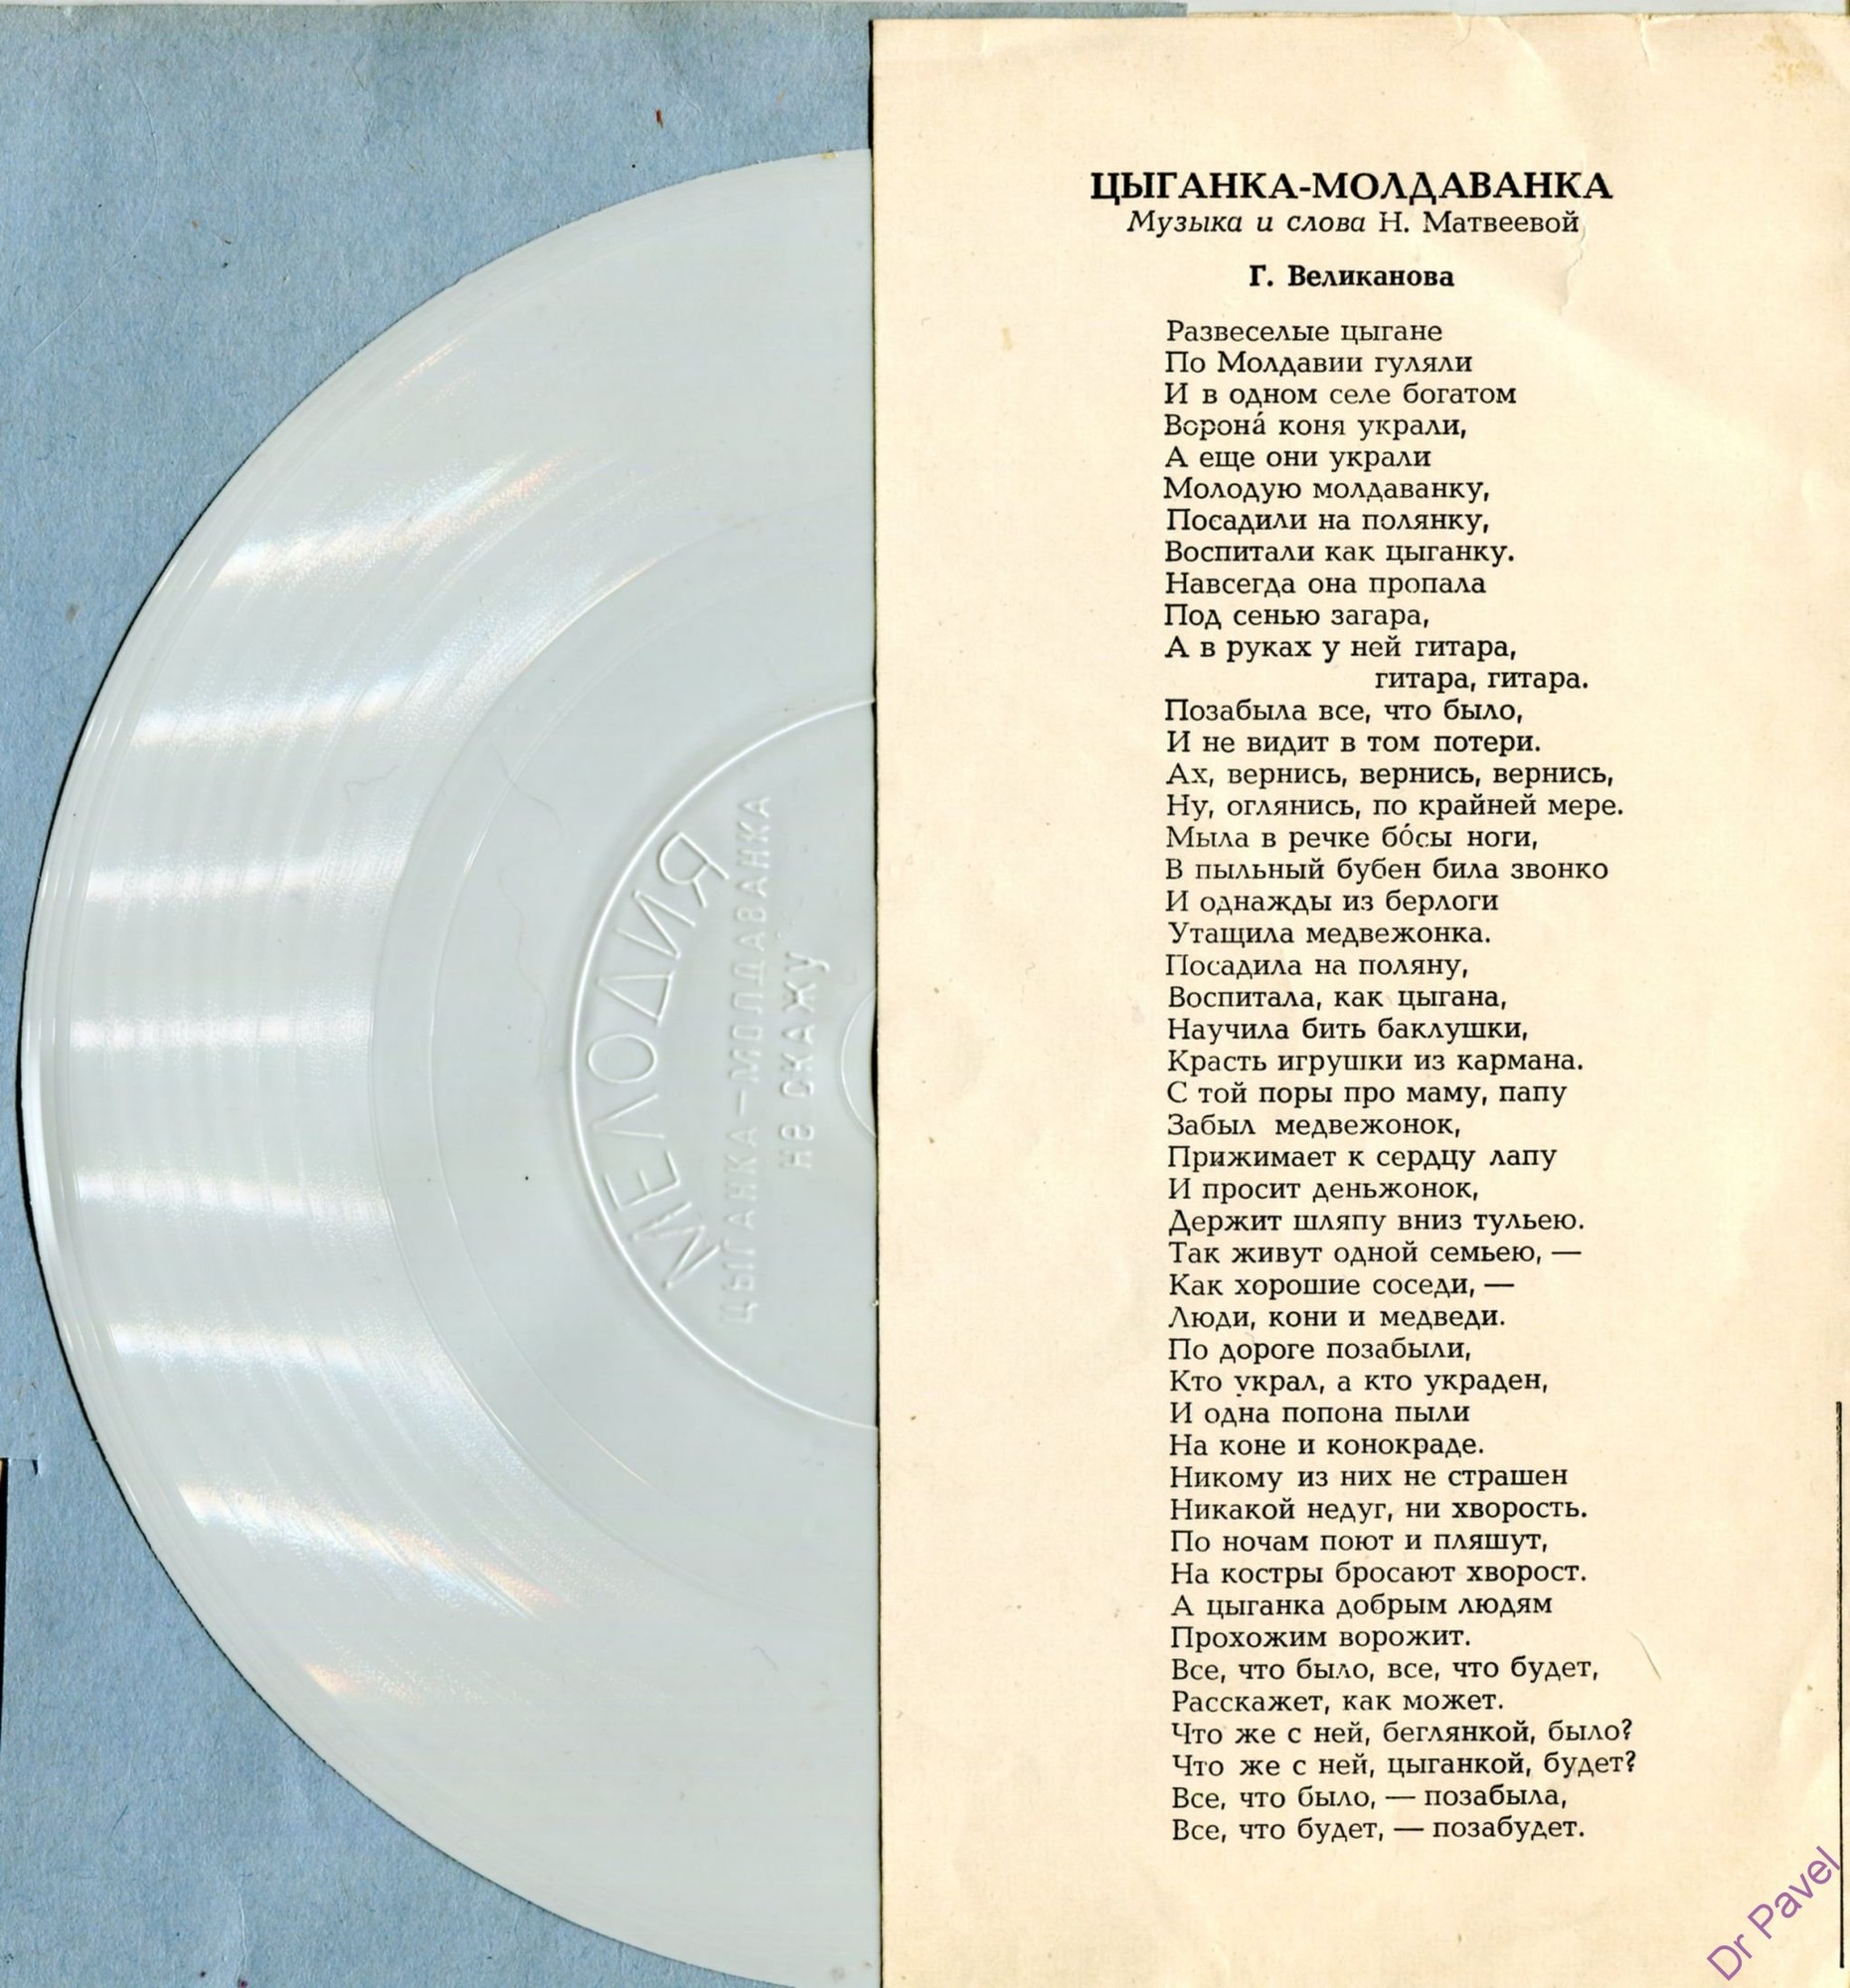 МЕЛОДИЯ
ЦЫГАНКА-МОЛДАВАНКА
НЕ СКАЖУ
ЦЫГАНКА-МОЛДАВАНКА
Музыка и слова Н. Матвеевой
Г. Великанова
Развеселые цыгане
По Молдавии гуляли
И в одном селе богатом
Ворона́ коня украли,
А еще они украли
Молодую молдаванку,
Посадили на полянку,
Воспитали как цыганку.
Навсегда она пропала
Под сенью загара,
А в руках у ней гитара,
гитара, гитара.
Позабыла все, что было,
И не видит в том потери.
Ах, вернись, вернись, вернись,
Ну, оглянись, по крайней мере.
Мыла в речке бо́сы ноги,
В пыльный бубен била звонко
И однажды из берлоги
Утащила медвежонка.
Посадила на поляну,
Воспитала, как цыгана,
Научила бить баклушки,
Красть игрушки из кармана.
С той поры про маму, папу
Забыл медвежонок,
Прижимает к сердцу лапу
И просит деньжонок,
Держит шляпу вниз тульею.
Так живут одной семьею, —
Как хорошие соседи, —
Люди, кони и медведи.
По дороге позабыли,
Кто украл, а кто украден,
И одна попона пыли
На коне и конокраде.
Никому из них не страшен
Никакой недуг, ни хворость.
По ночам поют и пляшут,
На костры бросают хворост.
А цыганка добрым людям
Прохожим ворожит.
Все, что было, все, что будет,
Расскажет, как может.
Что же с ней, беглянкой, было?
Что же с ней, цыганкой, будет?
Все, что было, — позабыла,
Все, что будет, — позабудет.
Dr Pavel